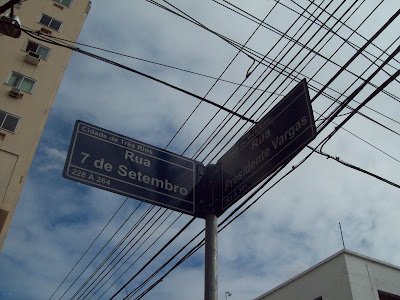 Cidade de Três Rios
Rua
7 de Setembro
228 A 264
Rua
Presidente Vargas